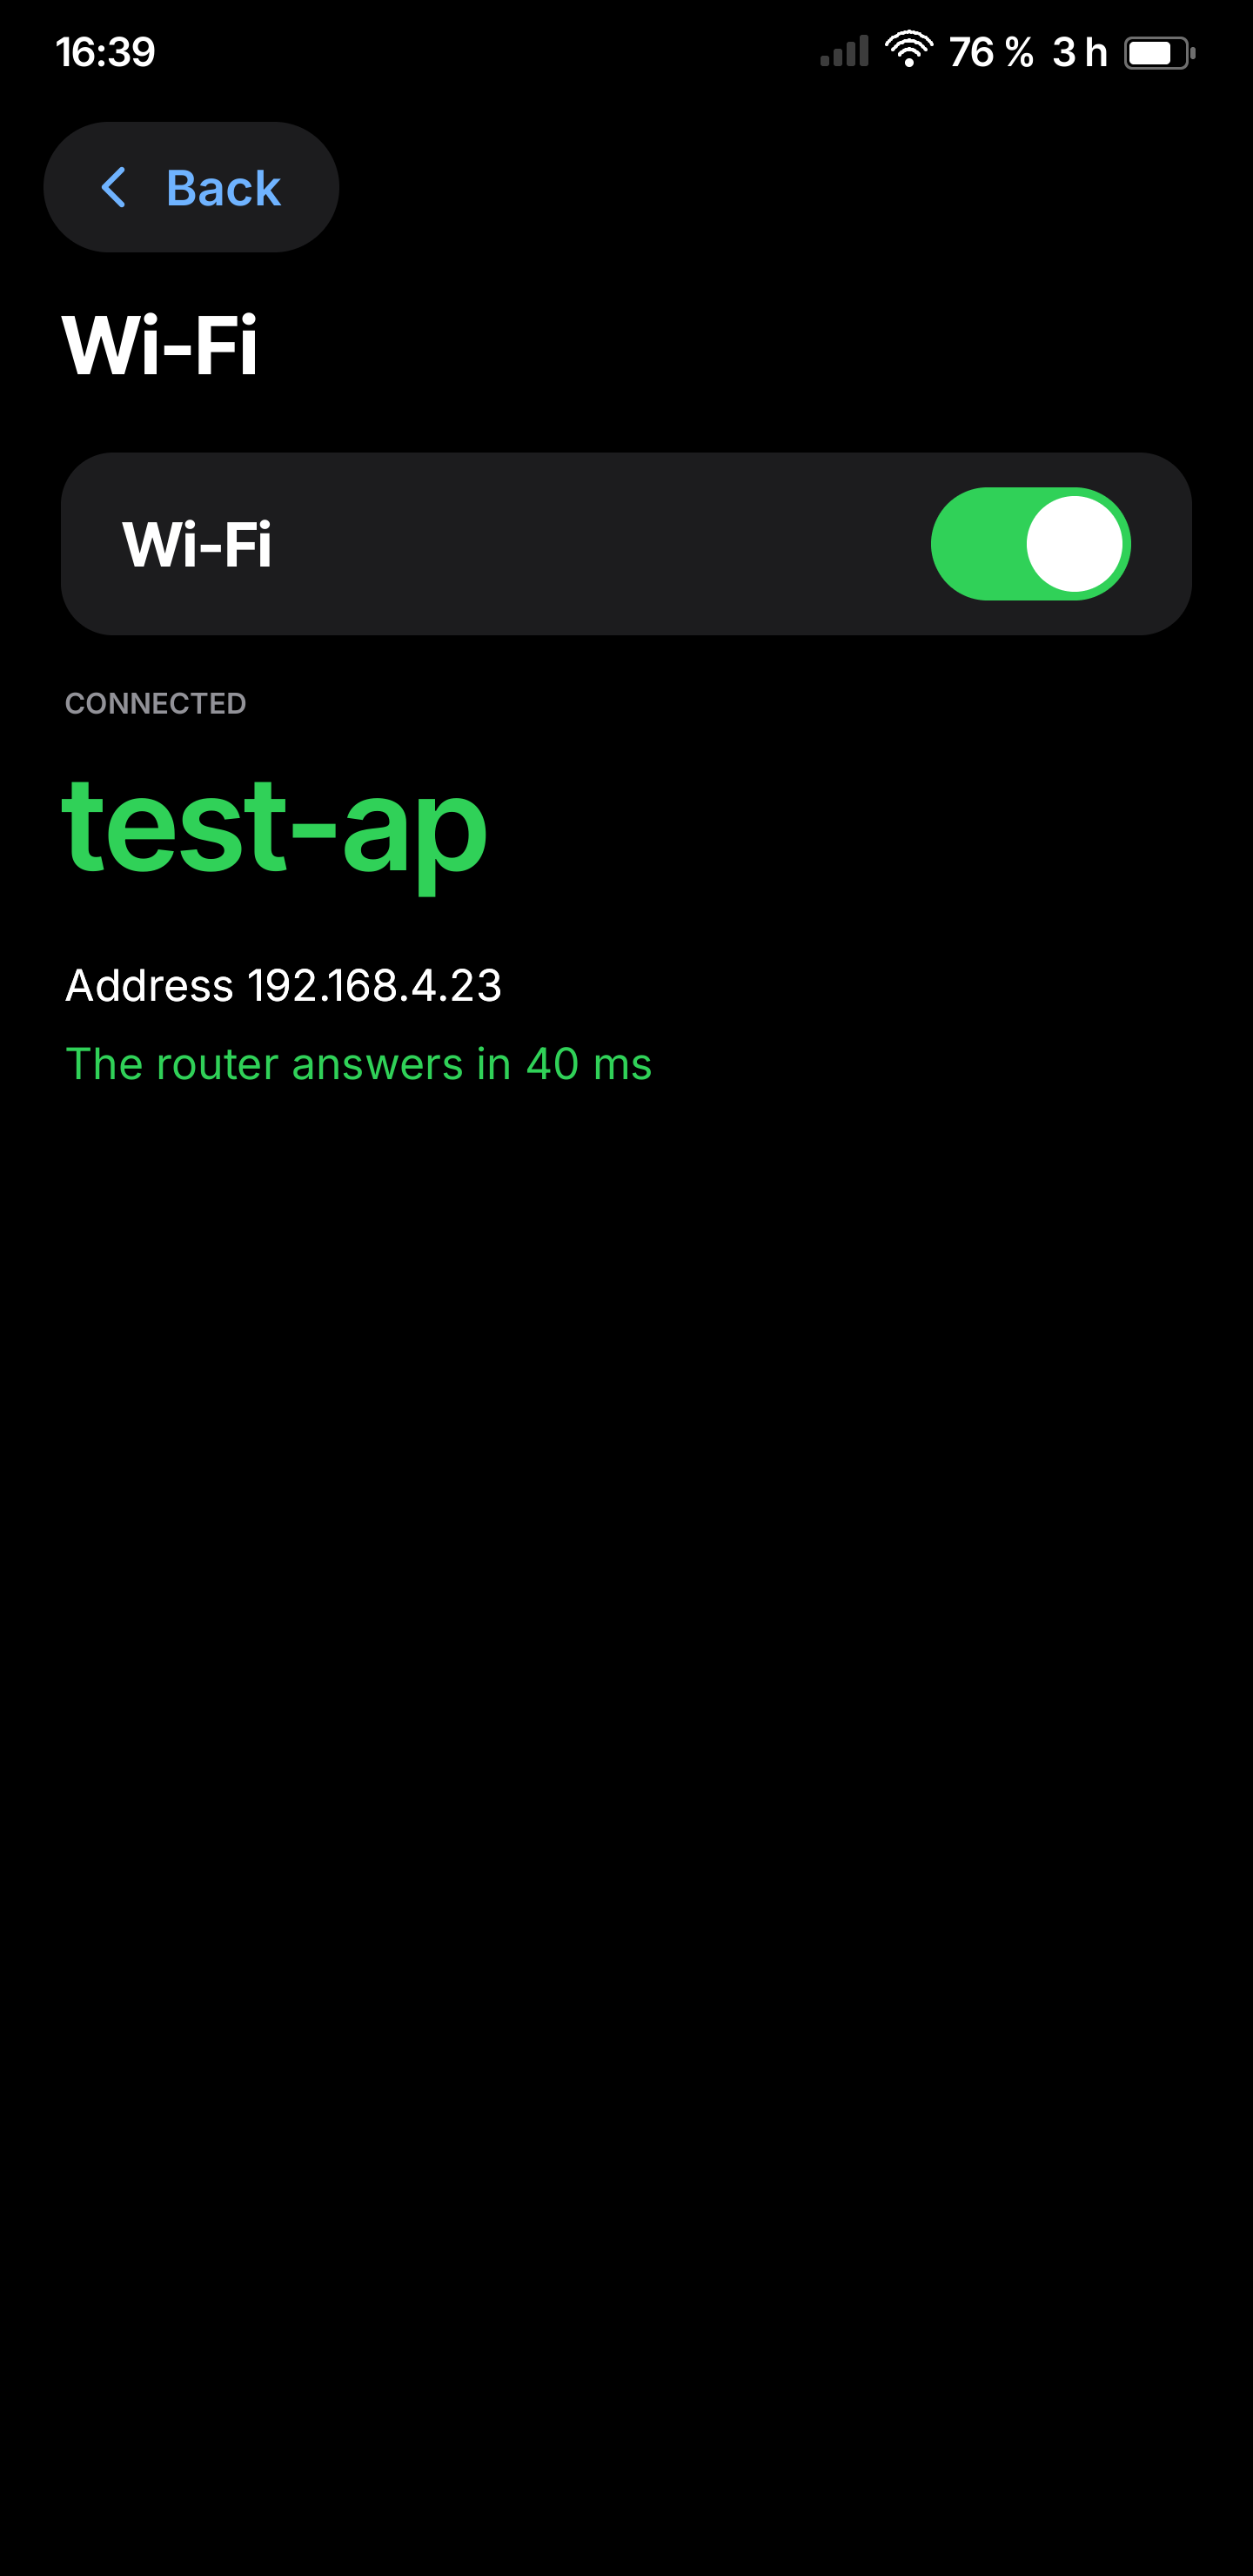 16:39
76 % 3 h
Back
Wi-Fi
Wi-Fi
CONNECTED
test-ap
Address 192.168.4.23
The router answers in 40 ms